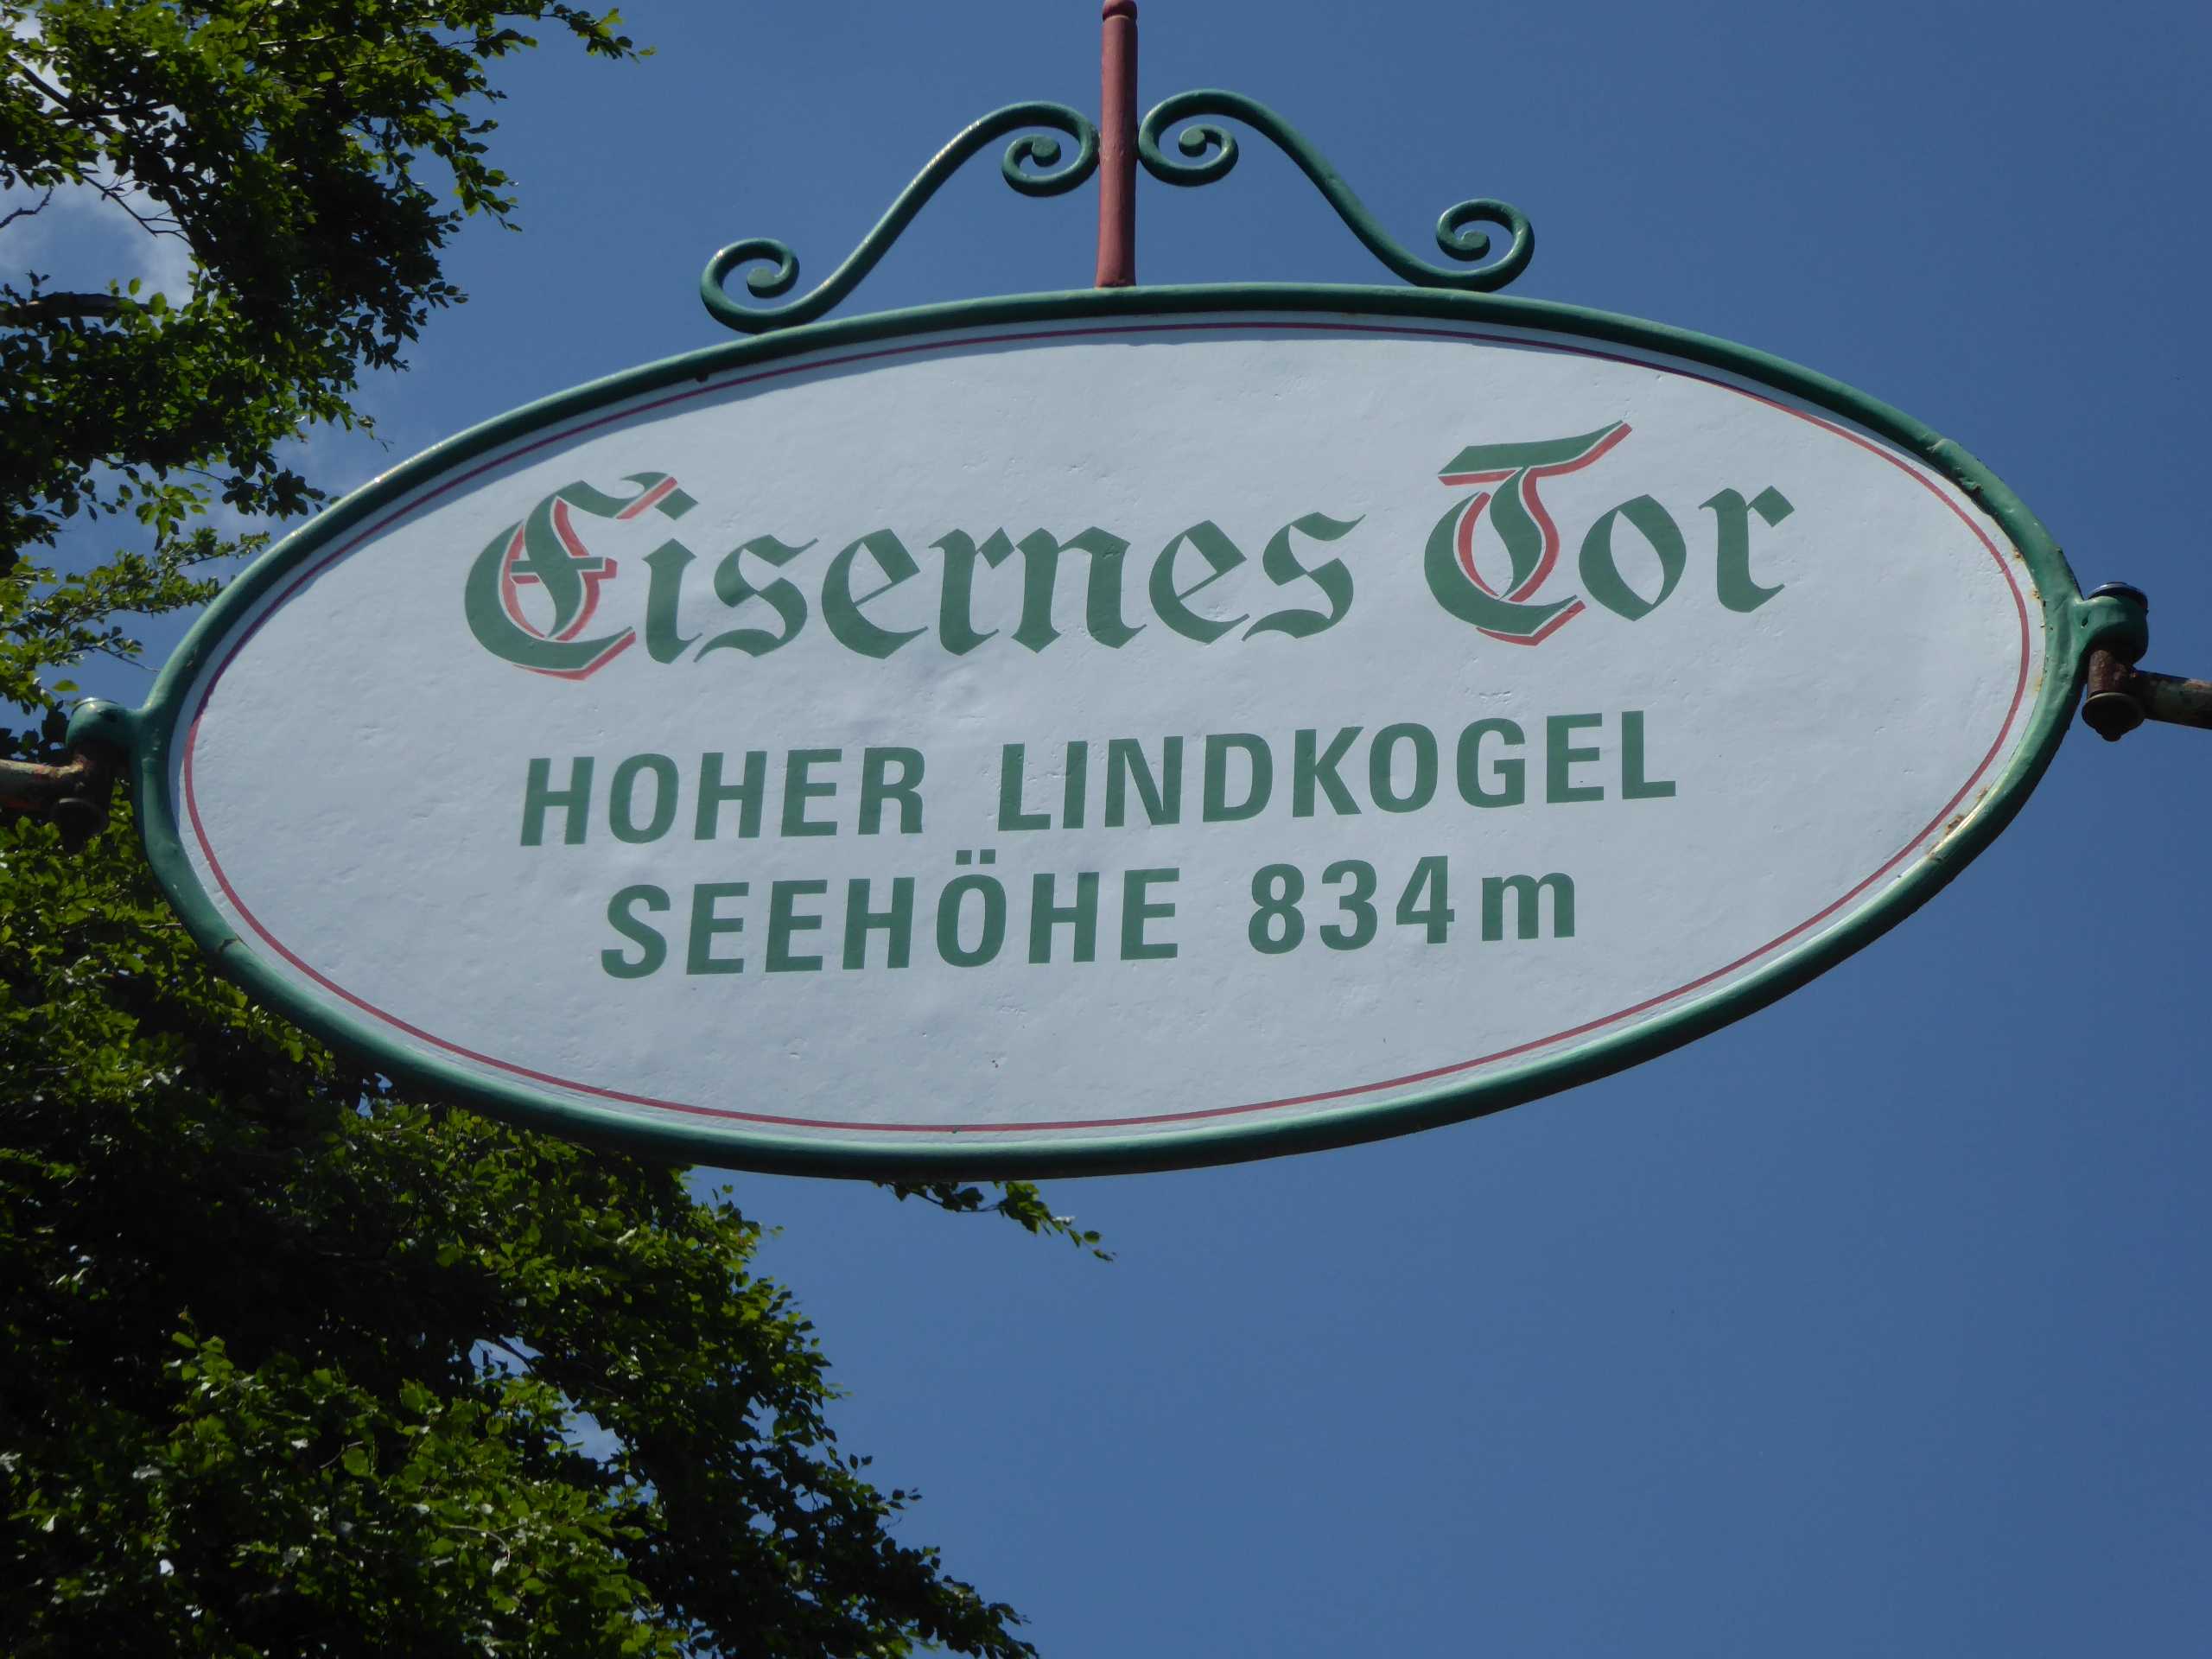 Eisernes Tor
HOHER LINDKOGEL
SEEHÖHE 834m